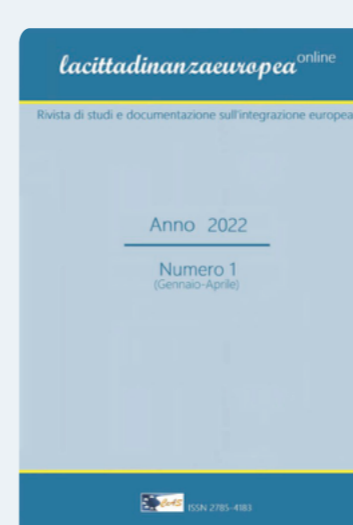 lacittadinanzaeuropea online
Rivista di studi e documentazione sull'integrazione europea
Anno 2022
Numero 1
(Gennaio-Aprile)
ISSN 2785-4183